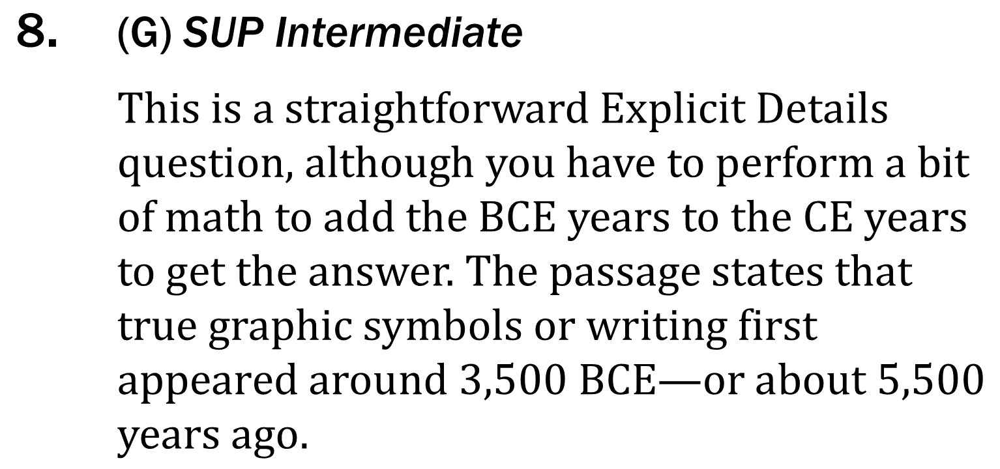 8. (G) SUP Intermediate
This is a straightforward Explicit Details
question, although you have to perform a bit
of math to add the BCE years to the CE years
to get the answer. The passage states that
true graphic symbols or writing first
appeared around 3,500 BCE—or about 5,500
years ago.